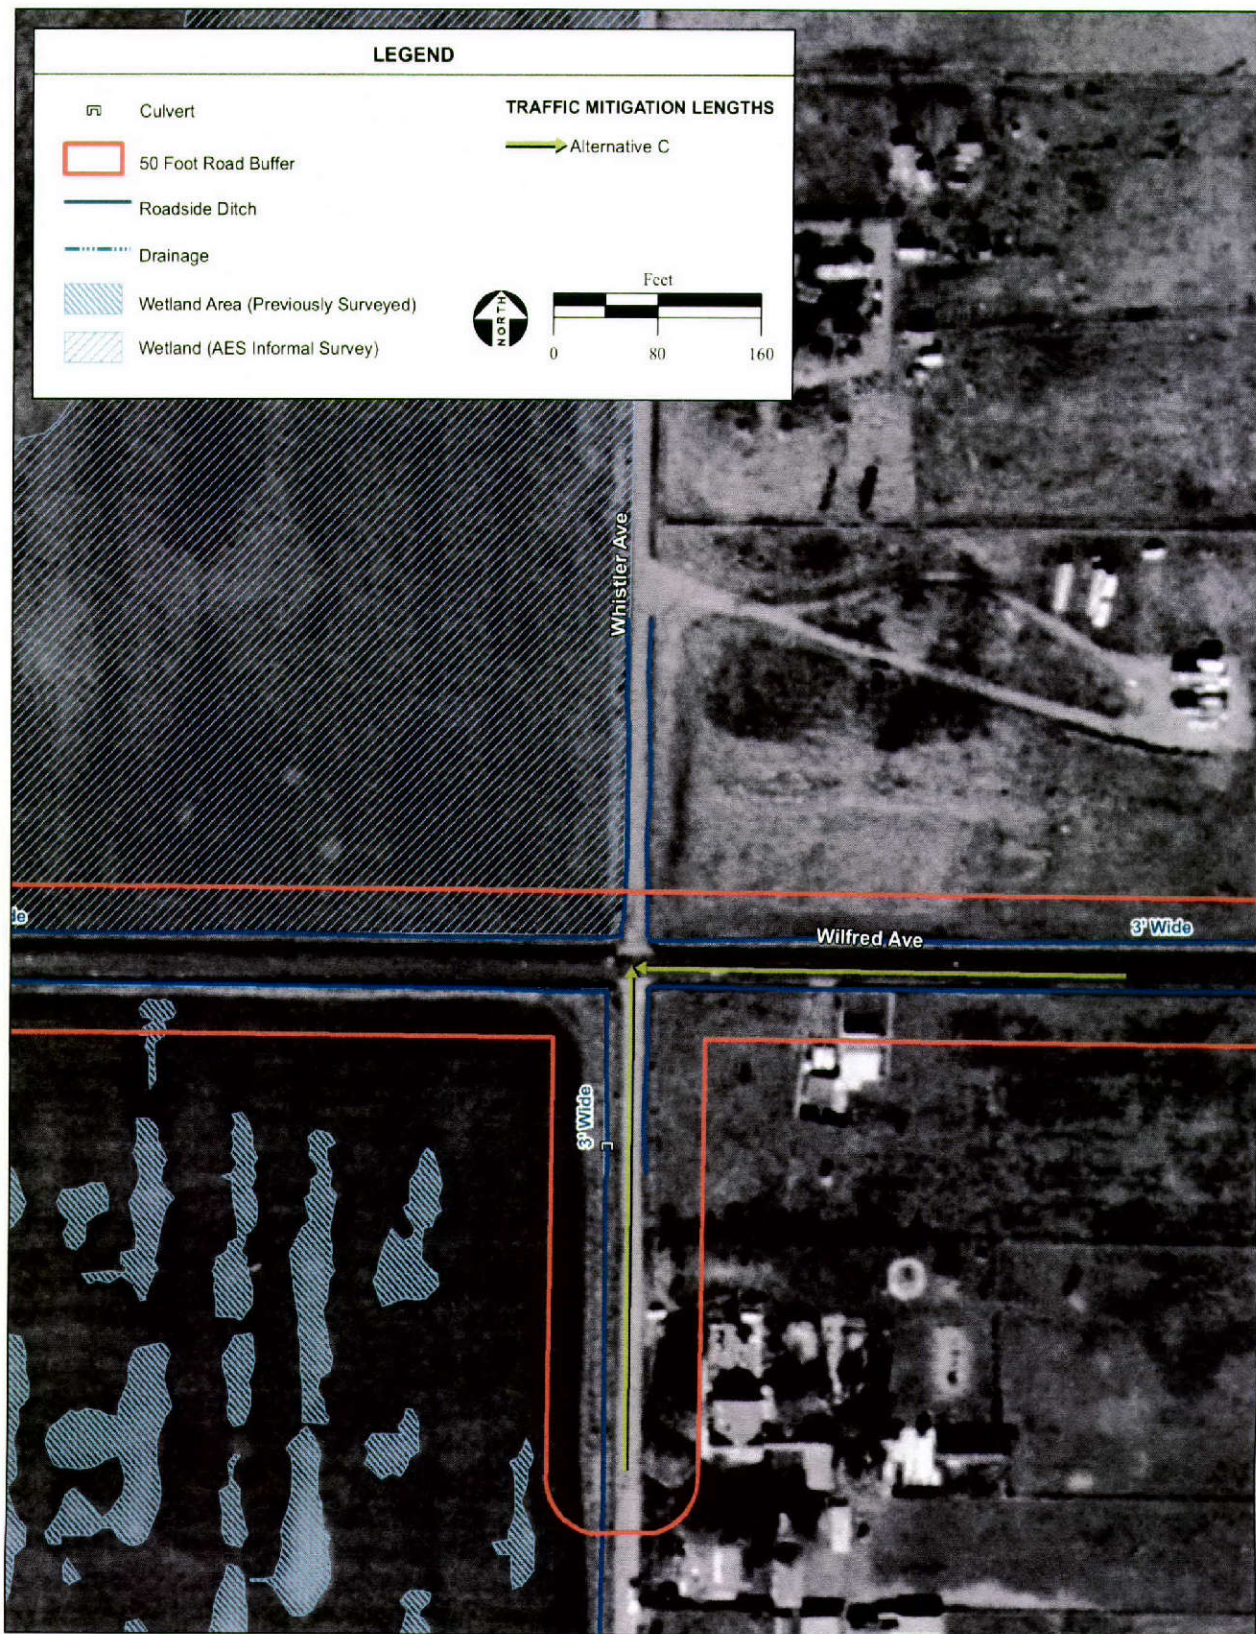 LEGEND
Culvert
50 Foot Road Buffer
Roadside Ditch
Drainage
Wetland Area (Previously Surveyed)
Wetland (AES Informal Survey)
TRAFFIC MITIGATION LENGTHS
Alternative C
NORTH
Feet
0 80 160
Whistler Ave
Wilfred Ave
3' Wide
3' Wide